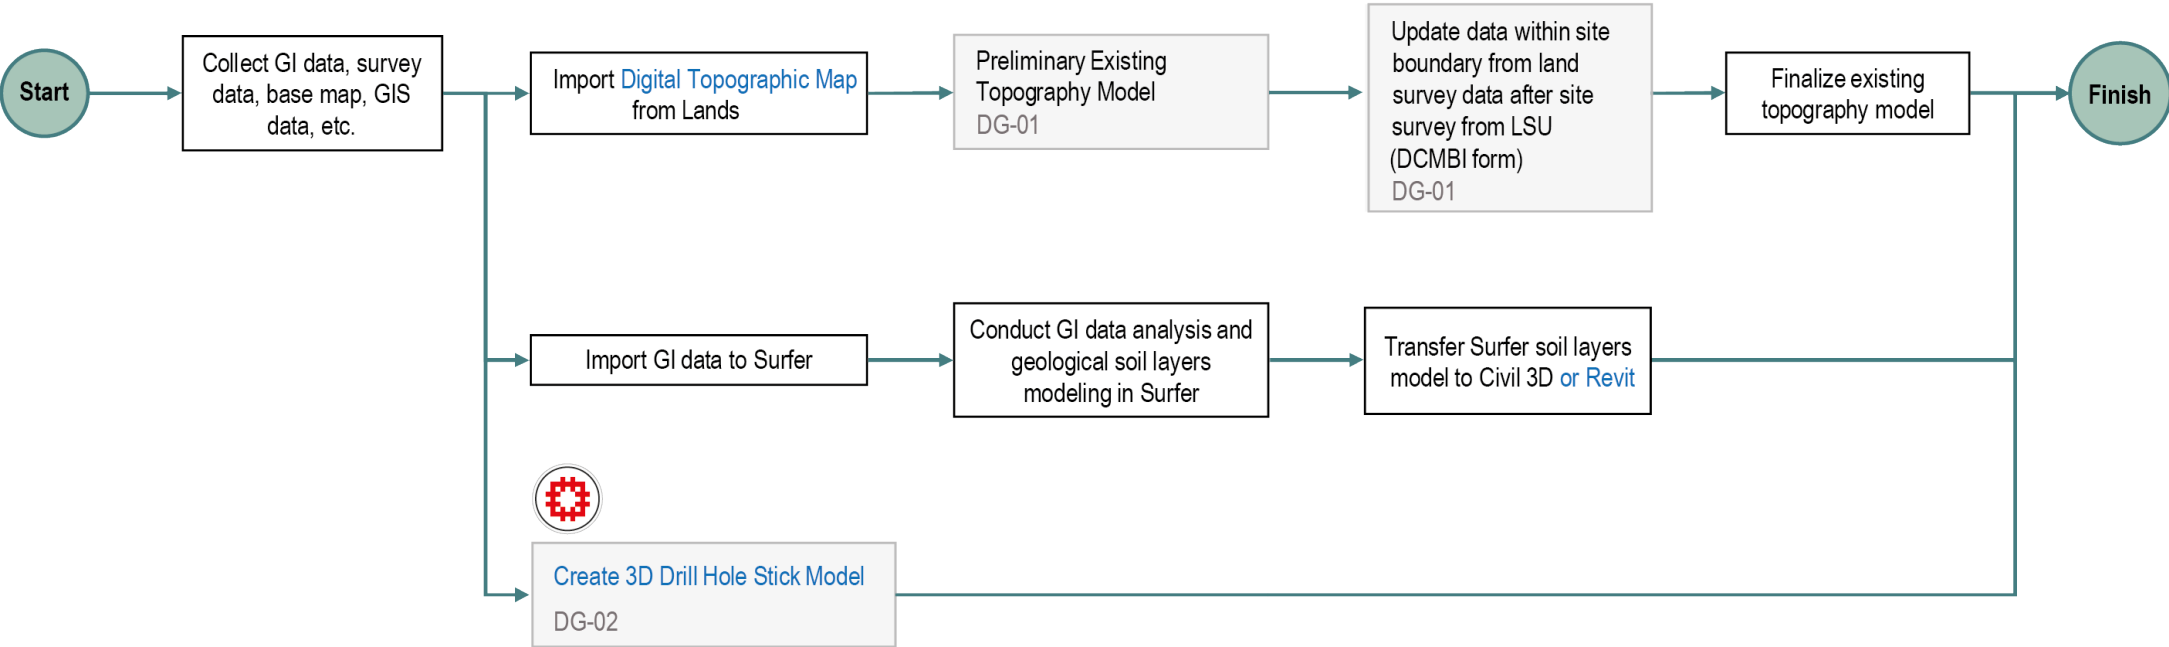 Start
Collect GI data, survey
data, base map, GIS
data, etc.
Import Digital Topographic Map
from Lands
Preliminary Existing
Topography Model
DG-01
Update data within site
boundary from land
survey data after site
survey from LSU
(DCMBI form)
DG-01
Finalize existing
topography model
Finish
Import GI data to Surfer
Conduct GI data analysis and
geological soil layers
modeling in Surfer
Transfer Surfer soil layers
model to Civil 3D or Revit
Create 3D Drill Hole Stick Model
DG-02